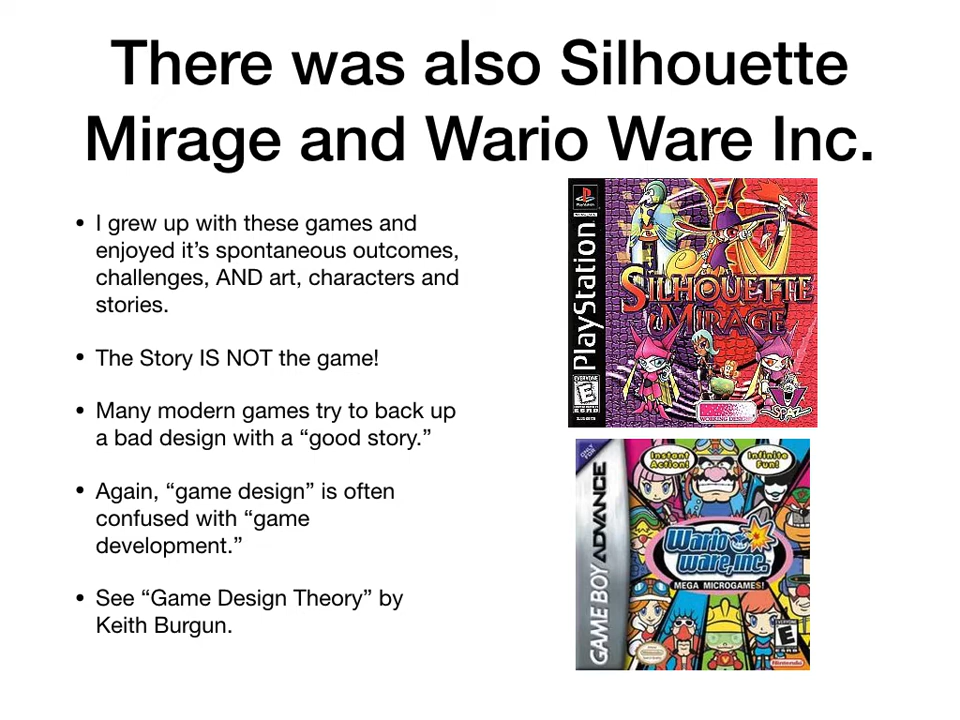 There was also Silhouette
Mirage and Wario Ware Inc.
• I grew up with these games and
enjoyed it’s spontaneous outcomes,
challenges, AND art, characters and
stories.
• The Story IS NOT the game!
• Many modern games try to back up
a bad design with a “good story.”
• Again, “game design” is often
confused with “game
development.”
• See “Game Design Theory” by
Keith Burgun.
PlayStation
SILHOUETTE
MIRAGE
EVERYONE
E
WORKING DESIGNS
SPAZ
ONLY FOR
GAME BOY ADVANCE
Instant
Action!
Infinite
Fun!
Wario
Ware, Inc.
MEGA MICROGAMES!
EVERYONE
E
Nintendo